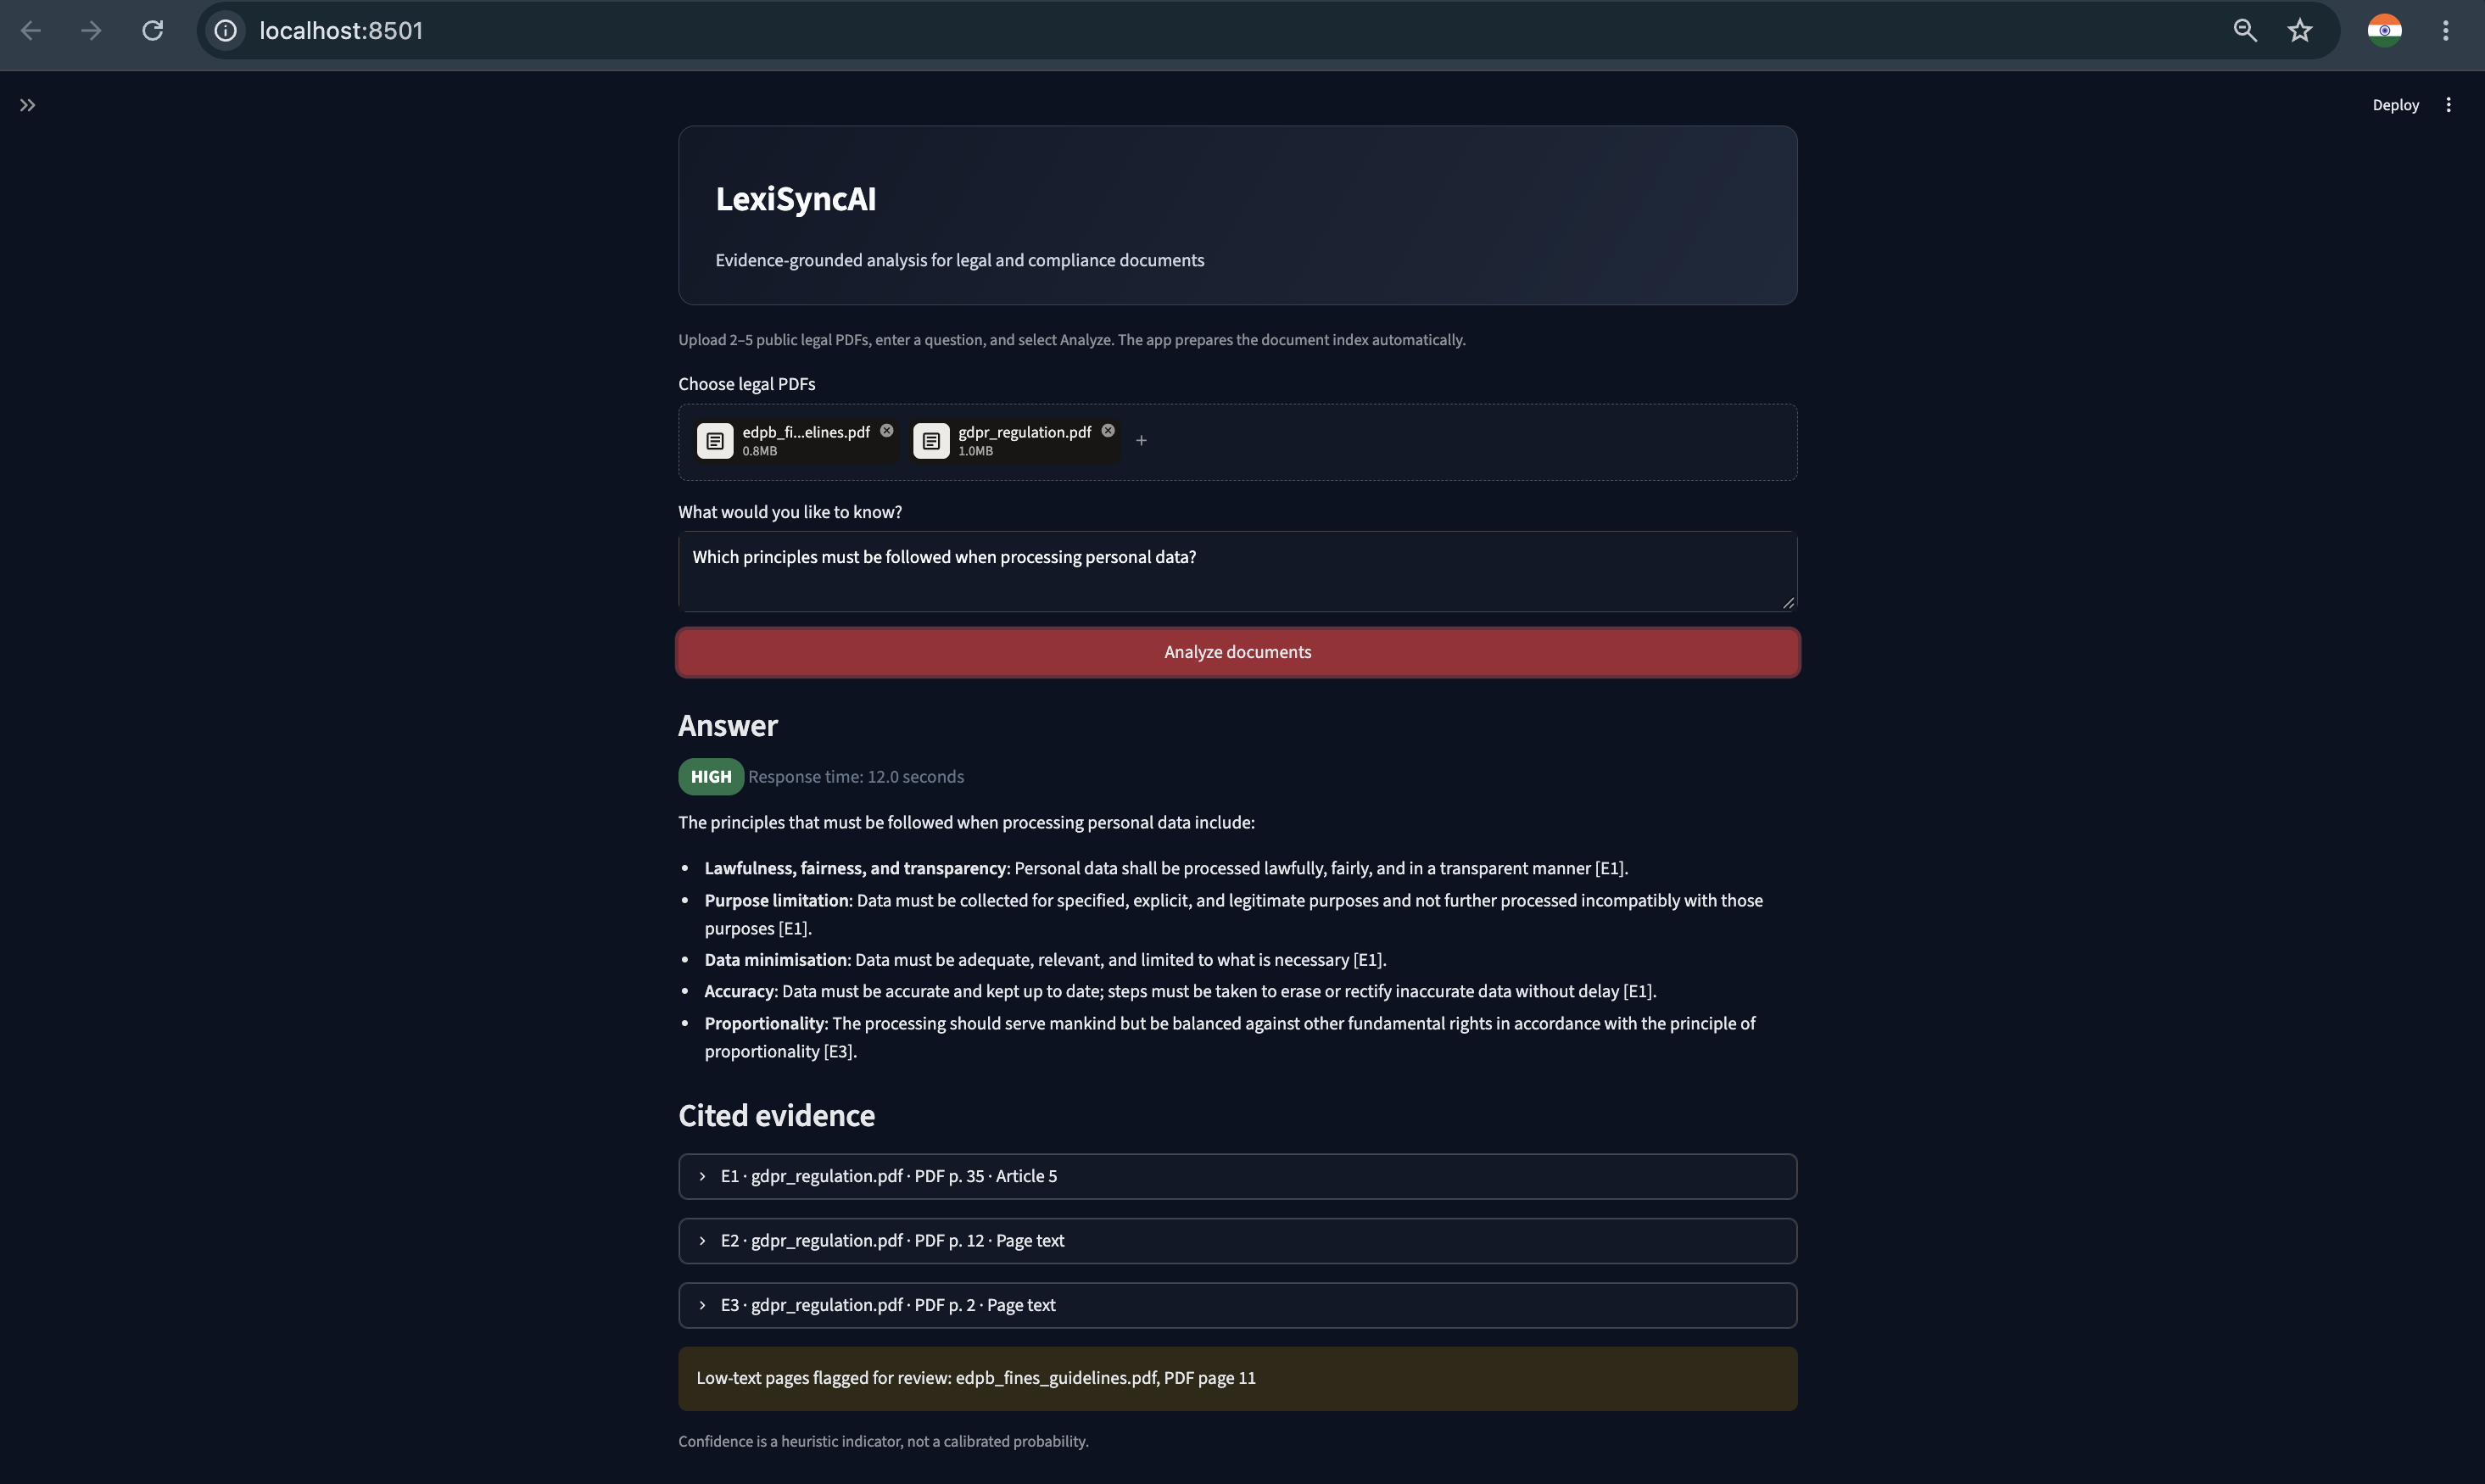 localhost:8501
Deploy
LexiSyncAI
Evidence-grounded analysis for legal and compliance documents
Upload 2–5 public legal PDFs, enter a question, and select Analyze. The app prepares the document index automatically.
Choose legal PDFs
edpb_fi...elines.pdf
0.8MB
gdpr_regulation.pdf
1.0MB
What would you like to know?
Which principles must be followed when processing personal data?
Analyze documents
Answer
HIGH Response time: 12.0 seconds
The principles that must be followed when processing personal data include:
• Lawfulness, fairness, and transparency: Personal data shall be processed lawfully, fairly, and in a transparent manner [E1].
• Purpose limitation: Data must be collected for specified, explicit, and legitimate purposes and not further processed incompatibly with those
purposes [E1].
• Data minimisation: Data must be adequate, relevant, and limited to what is necessary [E1].
• Accuracy: Data must be accurate and kept up to date; steps must be taken to erase or rectify inaccurate data without delay [E1].
• Proportionality: The processing should serve mankind but be balanced against other fundamental rights in accordance with the principle of
proportionality [E3].
Cited evidence
E1 · gdpr_regulation.pdf · PDF p. 35 · Article 5
E2 · gdpr_regulation.pdf · PDF p. 12 · Page text
E3 · gdpr_regulation.pdf · PDF p. 2 · Page text
Low-text pages flagged for review: edpb_fines_guidelines.pdf, PDF page 11
Confidence is a heuristic indicator, not a calibrated probability.